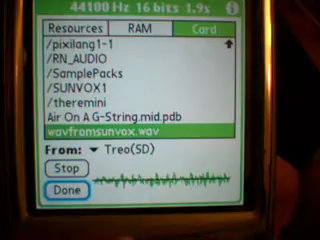 44100 Hz 16 bits 1.9s
Resources RAM Card
/pixilang1-1
/RN_AUDIO
/SamplePacks
/SUNVOX1
/theremini
Air On A G-String.mid.pdb
wavfromsunvox.wav
From: Treo(SD)
Stop
Done